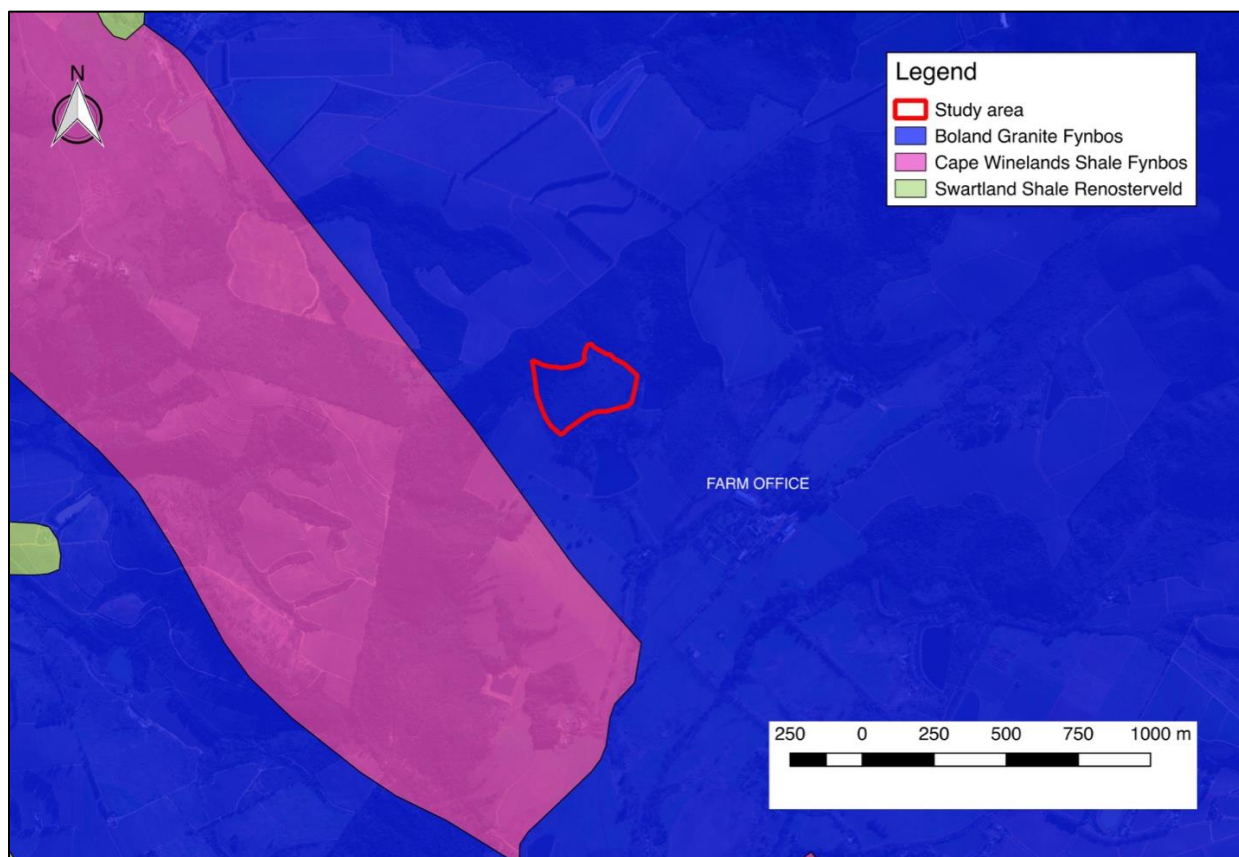 N
Legend
Study area
Boland Granite Fynbos
Cape Winelands Shale Fynbos
Swartland Shale Renosterveld
FARM OFFICE
250 0 250 500 750 1000 m